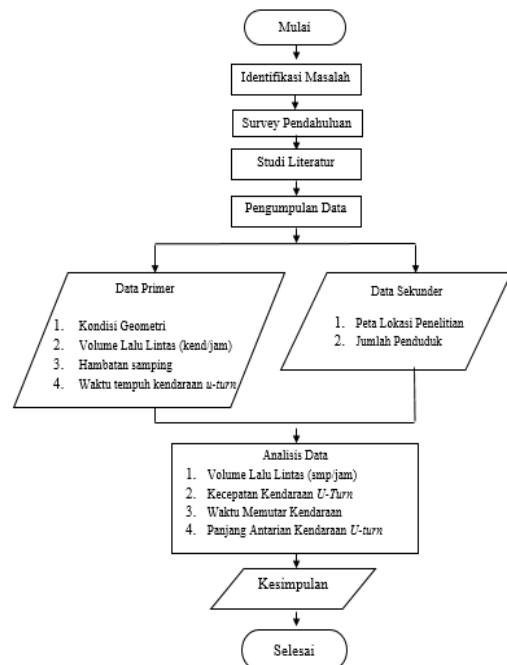 Mulai
Identifikasi Masalah
Survey Pendahuluan
Studi Literatur
Pengumpulan Data
Data Primer
1. Kondisi Geometri
2. Volume Lalu Lintas (kend/jam)
3. Hambatan samping
4. Waktu tempuh kendaraan u-turn
Data Sekunder
1. Peta Lokasi Penelitian
2. Jumlah Penduduk
Analisis Data
1. Volume Lalu Lintas (smp/jam)
2. Kecepatan Kendaraan U-Turn
3. Waktu Memutar Kendaraan
4. Panjang Antarian Kendaraan U-turn
Kesimpulan
Selesai